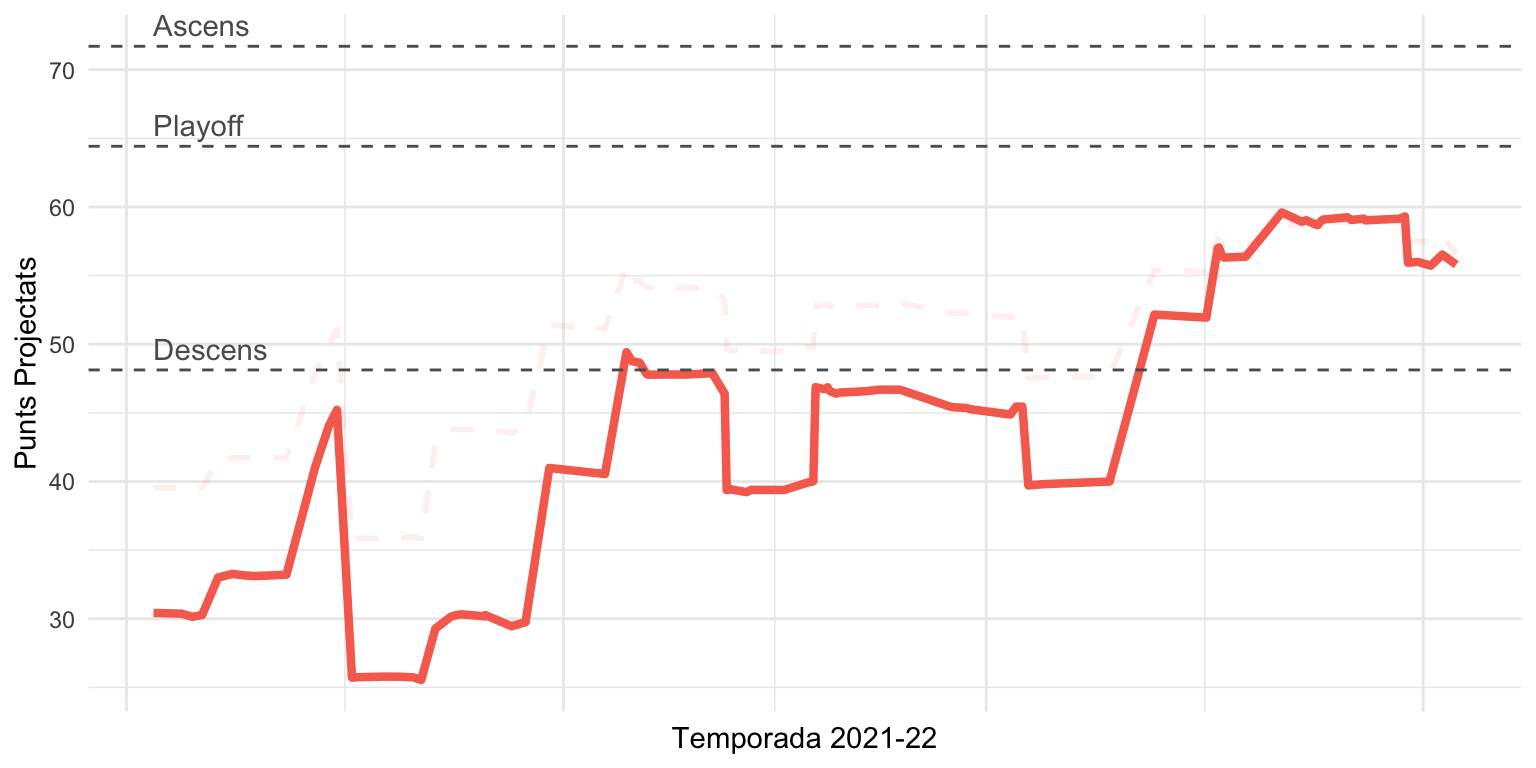 Ascens
70
Playoff
60
Descens
50
40
30
Punts Projectats
Temporada 2021-22